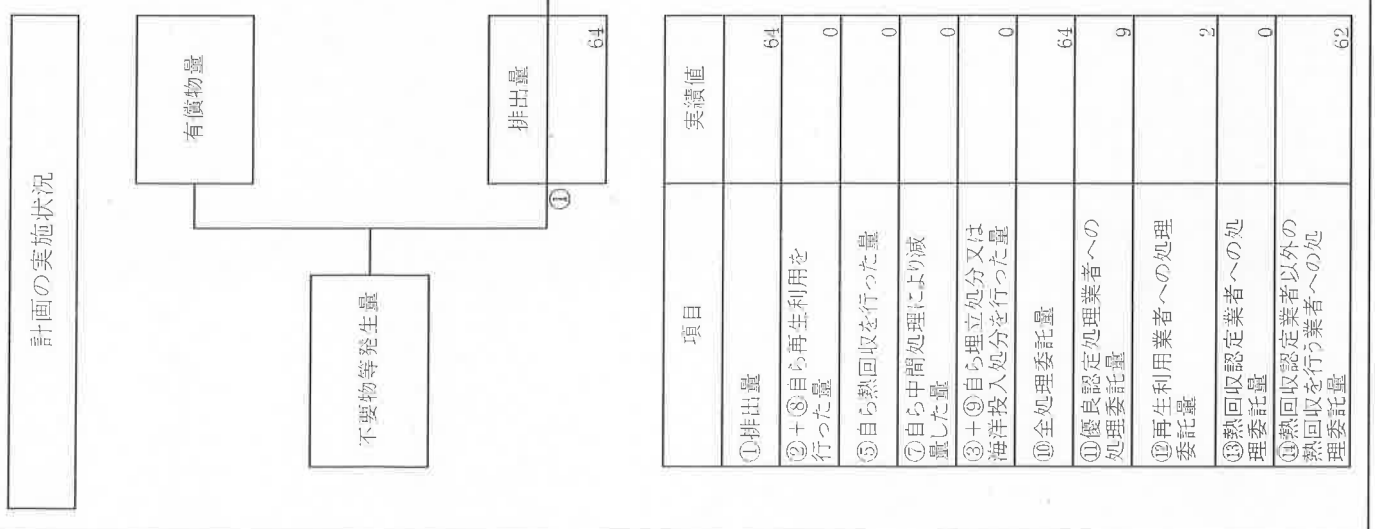 計画の実施状況
有償物量
不要物等発生量
①
排出量
64
項目
実績値
①排出量
64
②+⑧自ら再生利用を
行った量
0
⑤自ら熱回収を行った量
0
⑦自ら中間処理により減
量した量
0
③+⑨自ら埋立処分又は
海洋投入処分を行った量
0
⑩全処理委託量
64
⑪優良認定処理業者への
処理委託量
9
⑫再生利用業者への処理
委託量
2
⑬熱回収認定業者への処
理委託量
0
⑭熱回収認定業者以外の
熱回収を行う業者への処
理委託量
62